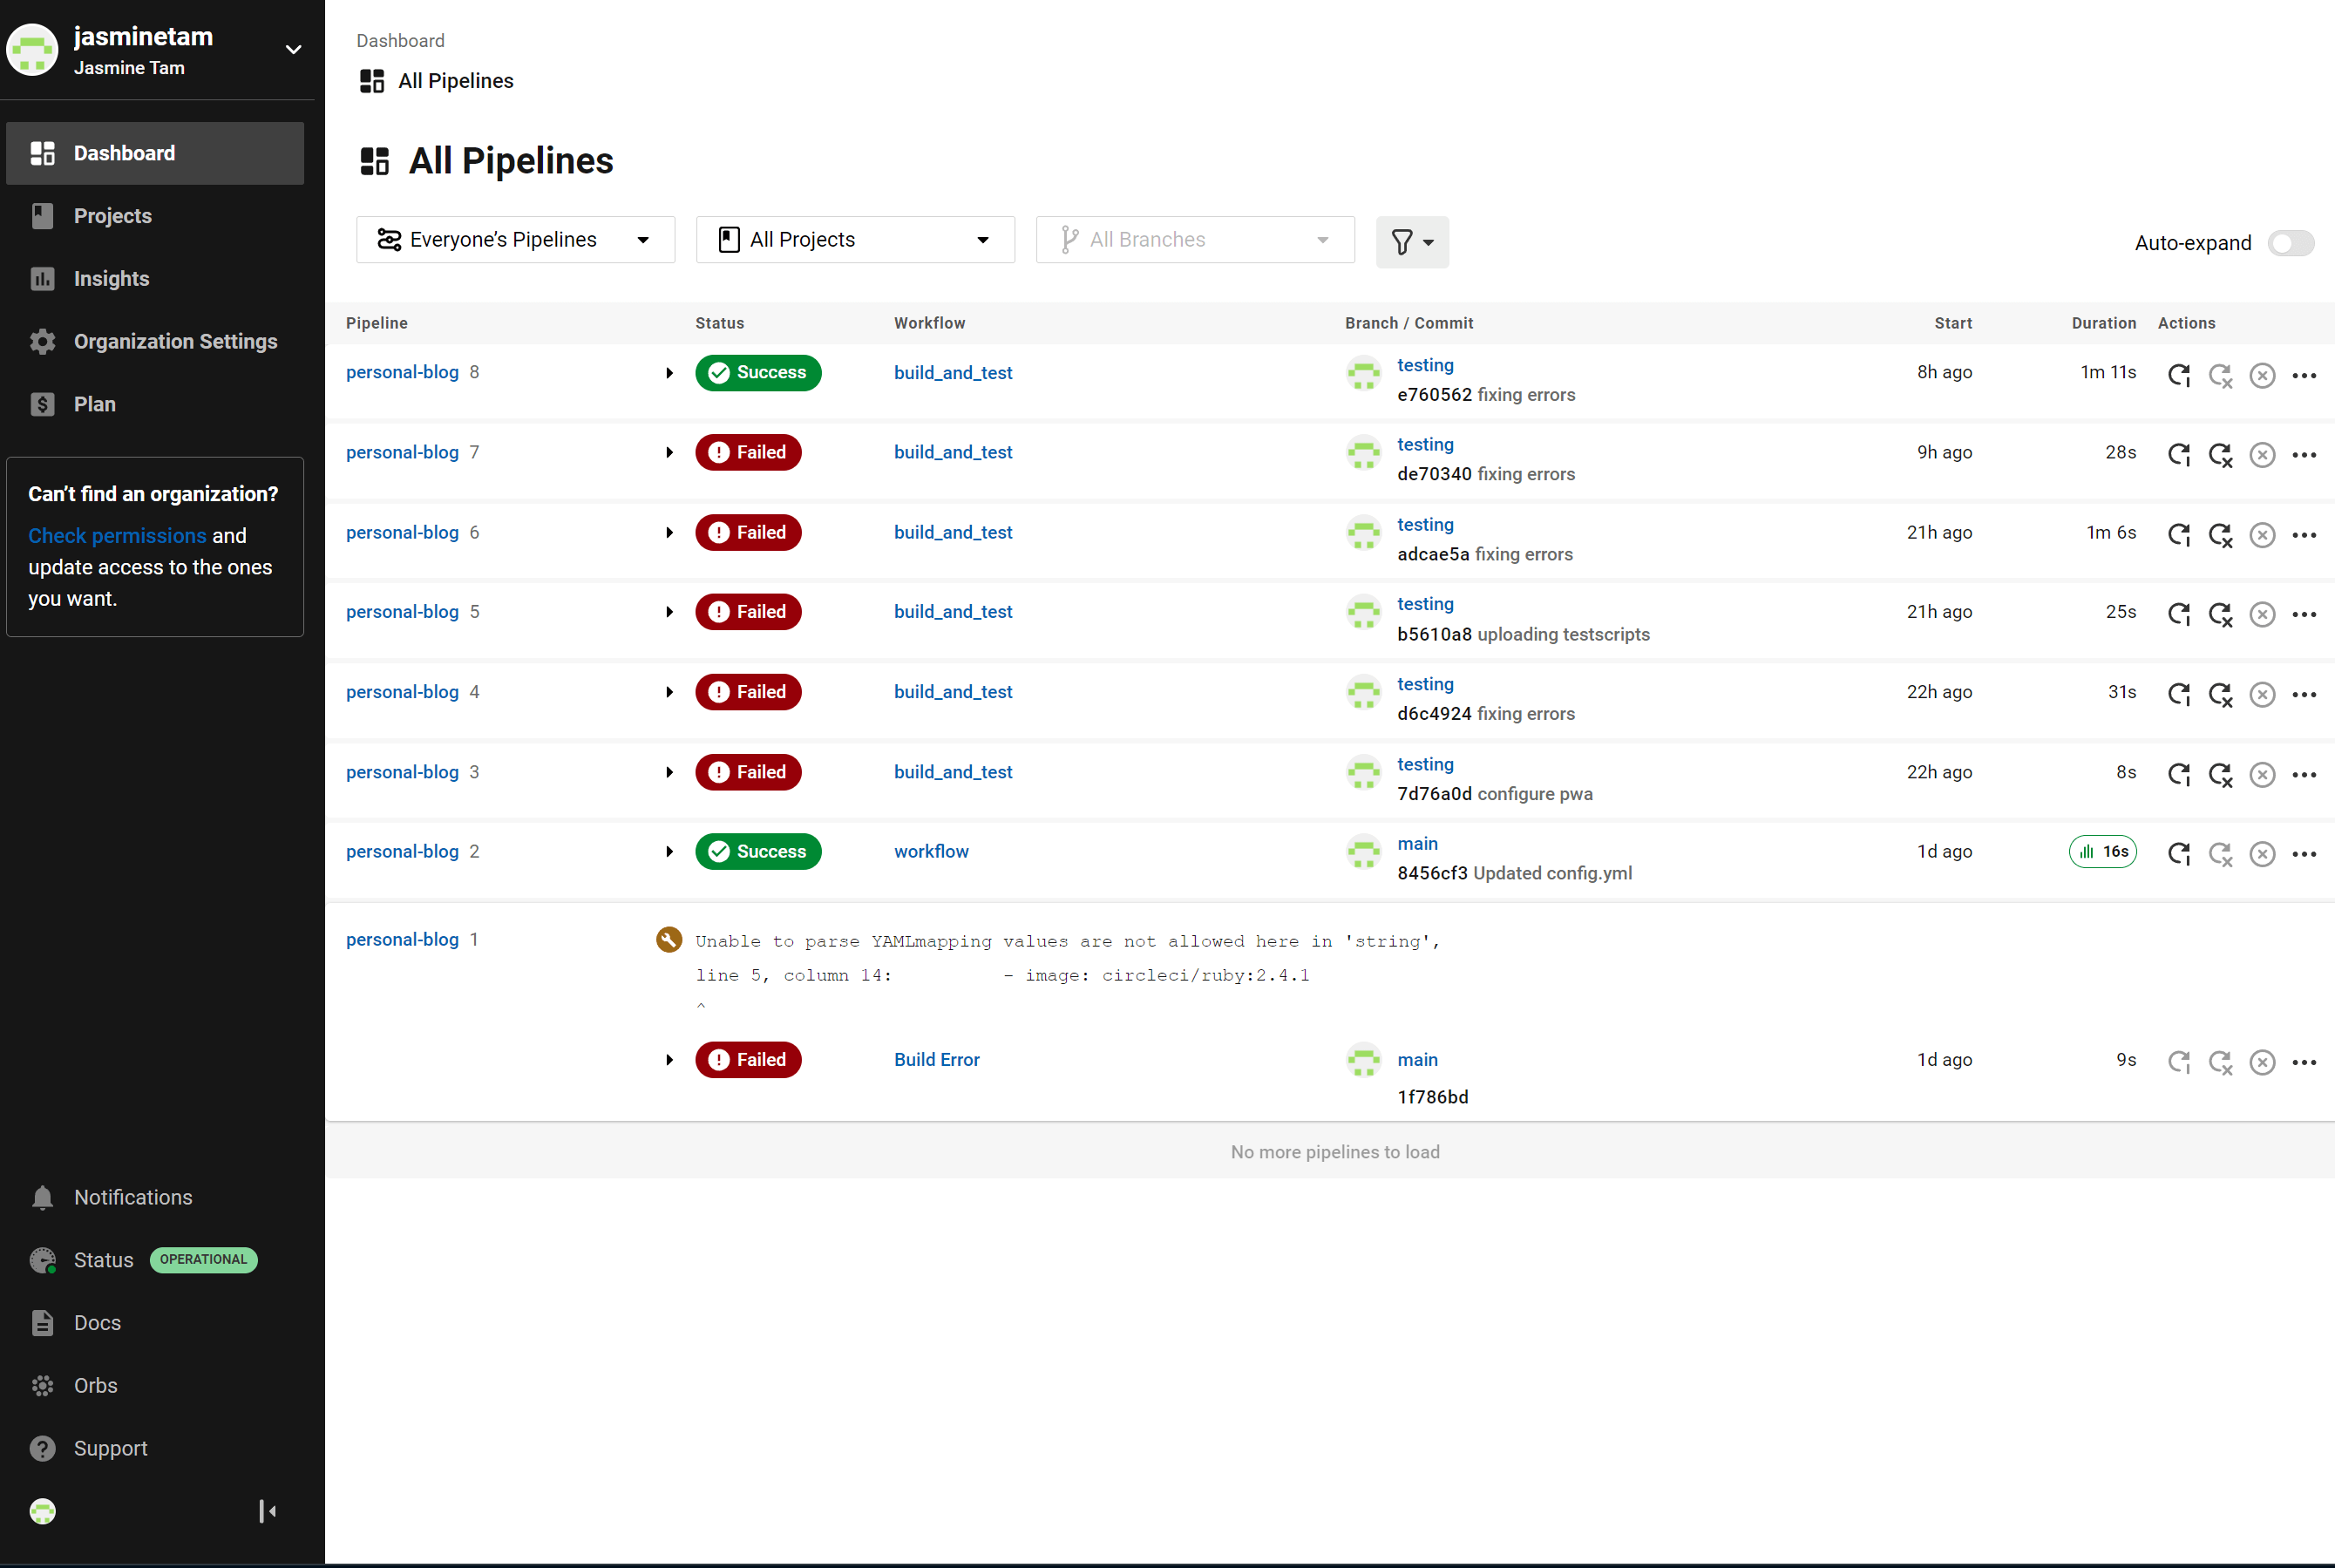 jasminetam
Jasmine Tam
Dashboard
Projects
Insights
Organization Settings
Plan
Can’t find an organization?
Check permissions and
update access to the ones
you want.
Notifications
Status OPERATIONAL
Docs
Orbs
Support
Dashboard
All Pipelines
All Pipelines
Everyone’s Pipelines All Projects All Branches Auto-expand
Pipeline Status Workflow Branch / Commit Start Duration Actions
personal-blog 8 Success build_and_test testing 8h ago 1m 11s
e760562 fixing errors
personal-blog 7 Failed build_and_test testing 9h ago 28s
de70340 fixing errors
personal-blog 6 Failed build_and_test testing 21h ago 1m 6s
adcae5a fixing errors
personal-blog 5 Failed build_and_test testing 21h ago 25s
b5610a8 uploading testscripts
personal-blog 4 Failed build_and_test testing 22h ago 31s
d6c4924 fixing errors
personal-blog 3 Failed build_and_test testing 22h ago 8s
7d76a0d configure pwa
personal-blog 2 Success workflow main 1d ago 16s
8456cf3 Updated config.yml
personal-blog 1 Unable to parse YAMLmapping values are not allowed here in 'string',
line 5, column 14: - image: circleci/ruby:2.4.1
^
Failed Build Error main 1d ago 9s
1f786bd
No more pipelines to load